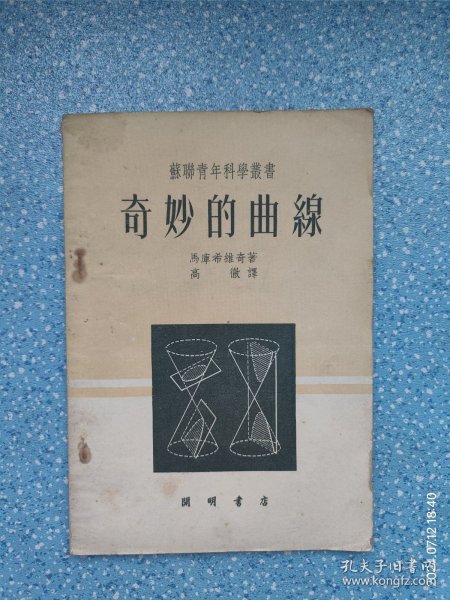 蘇聯青年科學叢書
奇妙的曲線
馬庫希維奇著
高徹譯
開明書店
2021.0712 18:40
孔夫子旧书网
www.kongfz.com